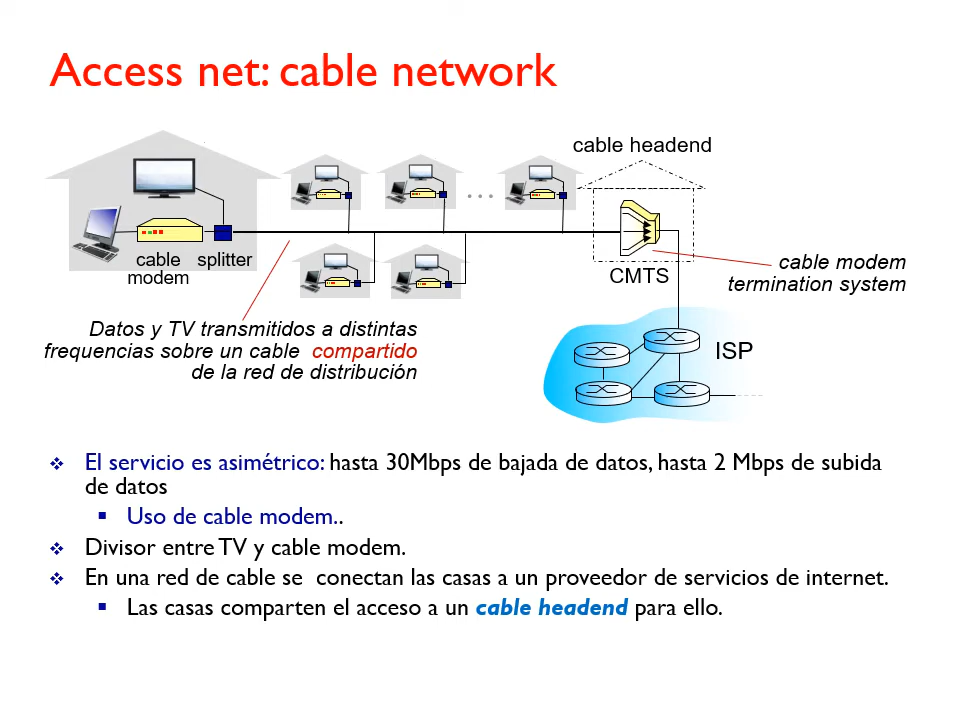 Access net: cable network
cable headend
cable
modem
splitter
CMTS
cable modem
termination system
Datos y TV transmitidos a distintas
frequencias sobre un cable compartido
de la red de distribución
ISP
El servicio es asimétrico: hasta 30Mbps de bajada de datos, hasta 2 Mbps de subida
de datos
Uso de cable modem..
Divisor entre TV y cable modem.
En una red de cable se conectan las casas a un proveedor de servicios de internet.
Las casas comparten el acceso a un cable headend para ello.